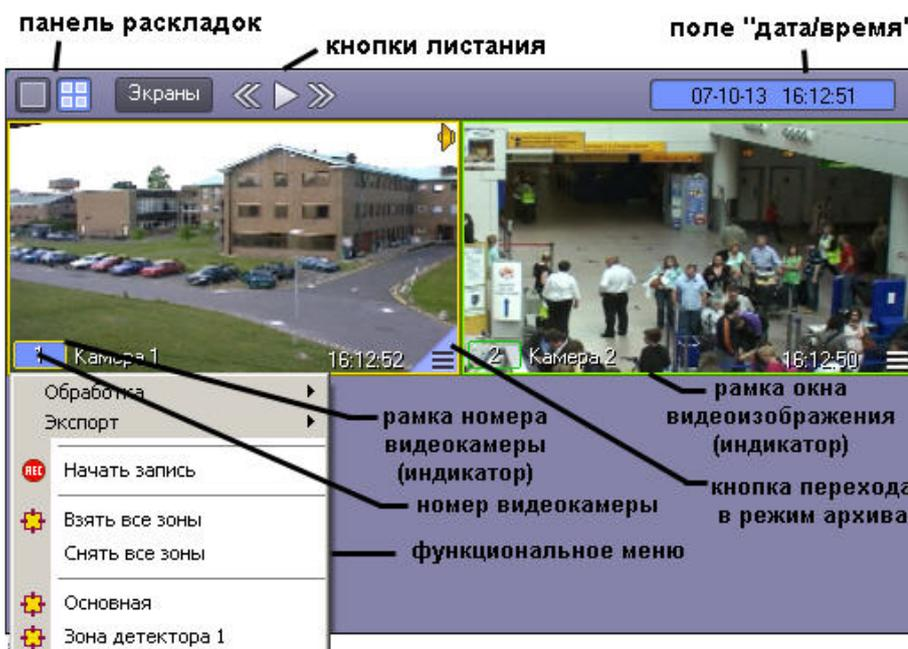 панель раскладок
кнопки листания
поле "дата/время"
Экраны
07-10-13 16:12:51
1 Камера 1 16:12:52
2 Камера 2 16:12:50
Обработка
Экспорт
REC Начать запись
Взять все зоны
Снять все зоны
Основная
Зона детектора 1
рамка номера
видеокамеры
(индикатор)
рамка окна
видеоизображения
(индикатор)
номер видеокамеры
кнопка перехода
в режим архива
функциональное меню